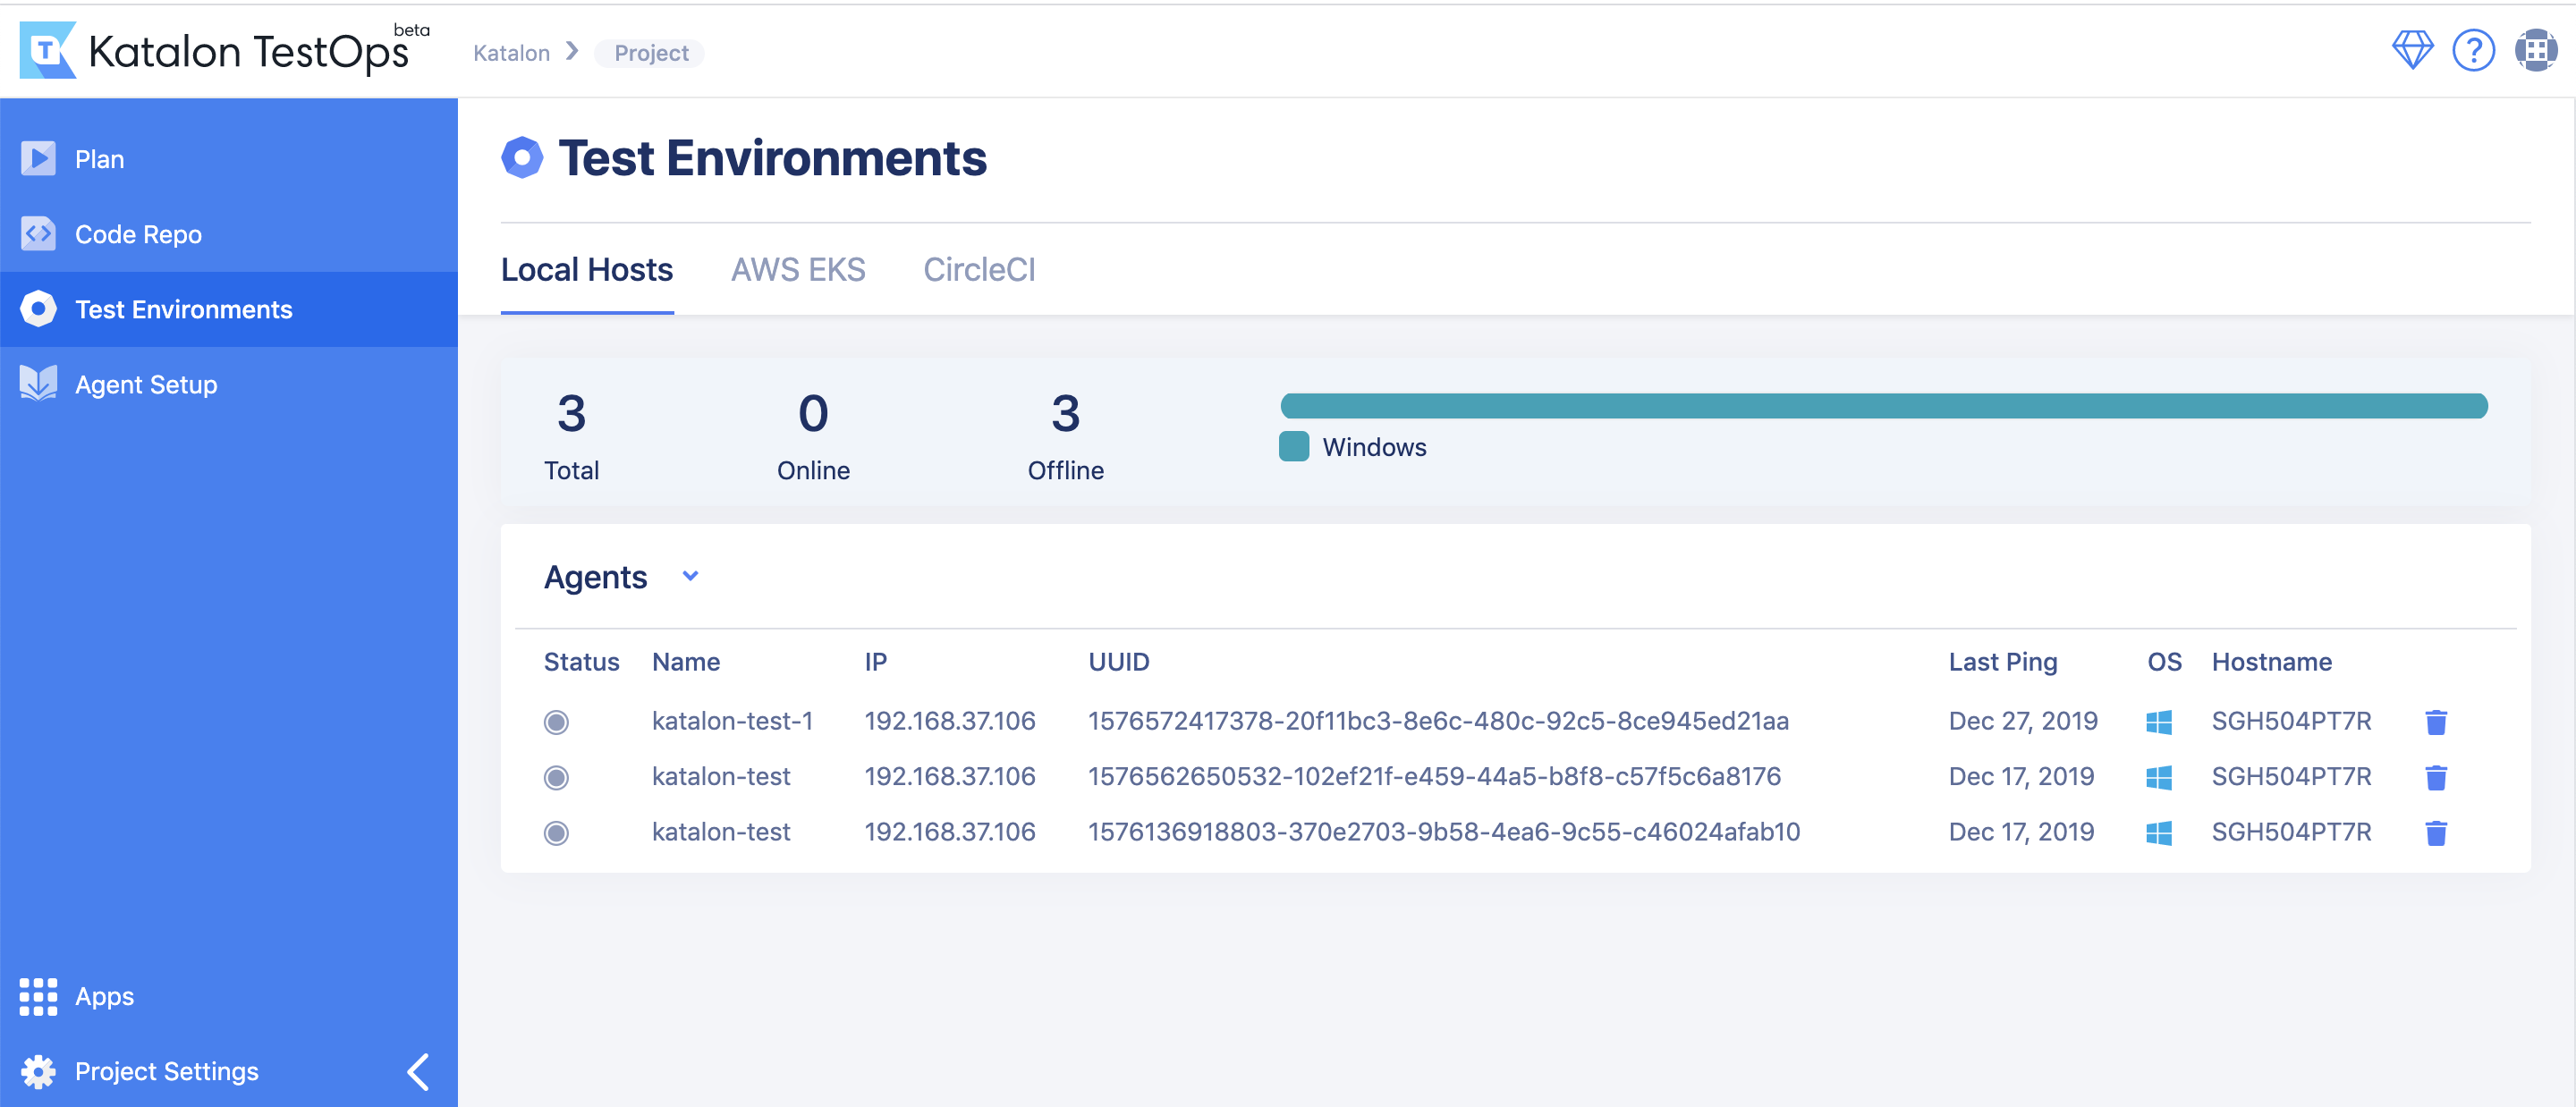 Katalon TestOps beta
Katalon Project
Plan
Code Repo
Test Environments
Agent Setup
Apps
Project Settings
Test Environments
Local Hosts AWS EKS CircleCI
3 0 3
Total Online Offline
Windows
Agents
Status Name IP UUID Last Ping OS Hostname
katalon-test-1 192.168.37.106 1576572417378-20f11bc3-8e6c-480c-92c5-8ce945ed21aa Dec 27, 2019 SGH504PT7R
katalon-test 192.168.37.106 1576562650532-102ef21f-e459-44a5-b8f8-c57f5c6a8176 Dec 17, 2019 SGH504PT7R
katalon-test 192.168.37.106 1576136918803-370e2703-9b58-4ea6-9c55-c46024afab10 Dec 17, 2019 SGH504PT7R